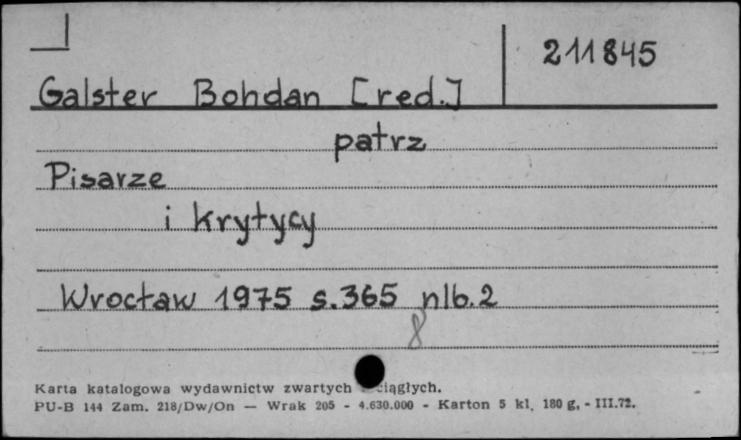 211845
Galster Bohdan [red.]
patrz
Pisarze
i krytycy
Wrocław 1975 s.365 nlb.2
8
Karta katalogowa wydawnictw zwartych ciągłych.
PU-B 144 Zam. 218/Dw/On — Wrak 205 - 4.630.000 - Karton 5 kl. 180 g. - III.72.